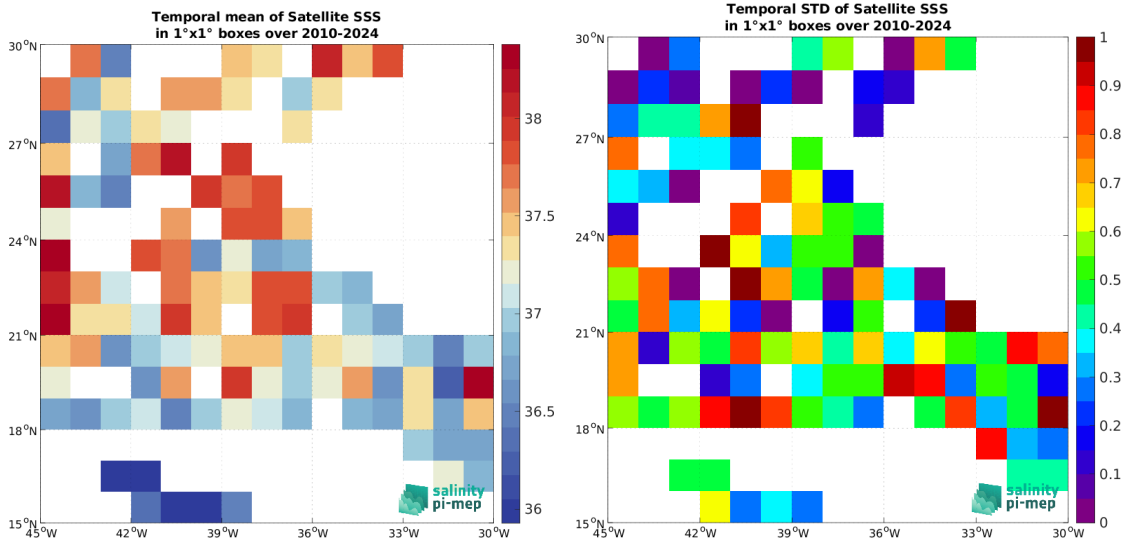 Temporal mean of Satellite SSS
in 1°x1° boxes over 2010-2024
30°N
27°N
24°N
21°N
18°N
15°N
45°W
42°W
39°W
36°W
33°W
30°W
38
37.5
37
36.5
36
salinity
pi-mep
Temporal STD of Satellite SSS
in 1°x1° boxes over 2010-2024
30°N
27°N
24°N
21°N
18°N
15°N
45°W
42°W
39°W
36°W
33°W
30°W
1
0.9
0.8
0.7
0.6
0.5
0.4
0.3
0.2
0.1
0
salinity
pi-mep